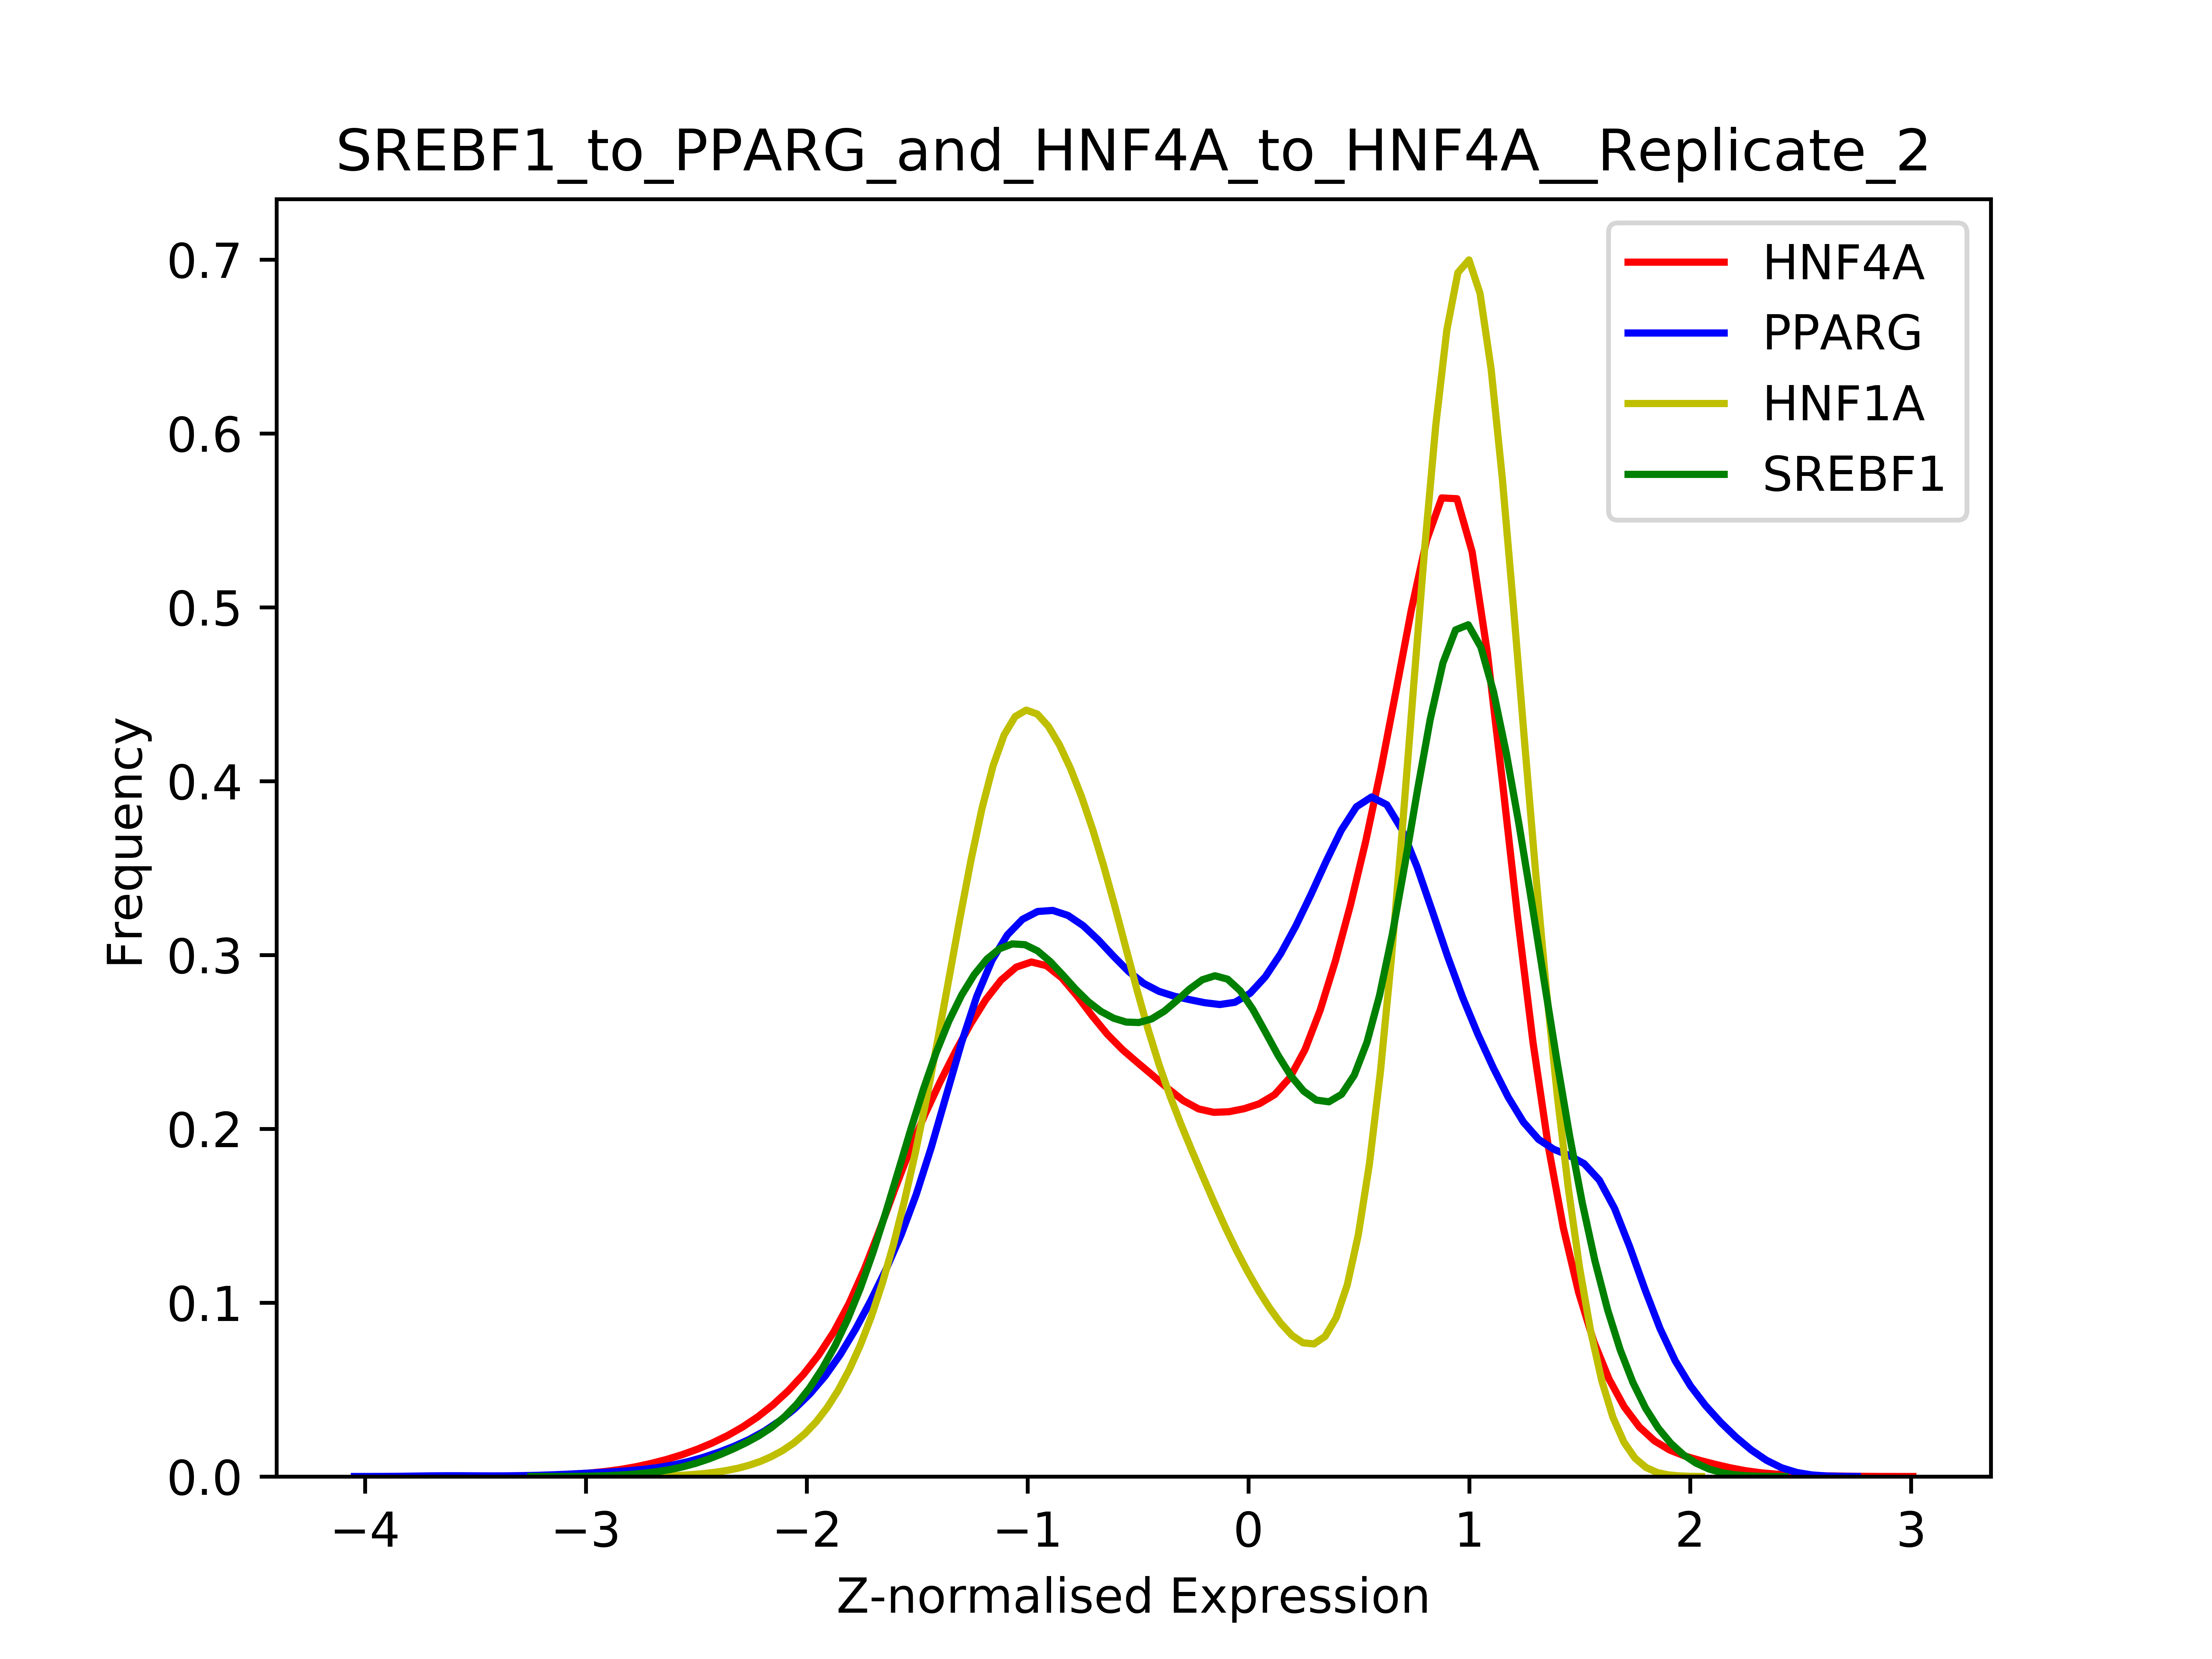 SREBF1_to_PPARG_and_HNF4A_to_HNF4A__Replicate_2
HNF4A
PPARG
HNF1A
SREBF1
Frequency
0.7
0.6
0.5
0.4
0.3
0.2
0.1
0.0
−4 −3 −2 −1 0 1 2 3
Z-normalised Expression